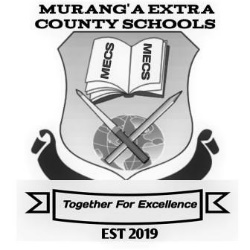 MURANG'A EXTRA
COUNTY SCHOOLS
MECS MECS
Together For Excellence
EST 2019